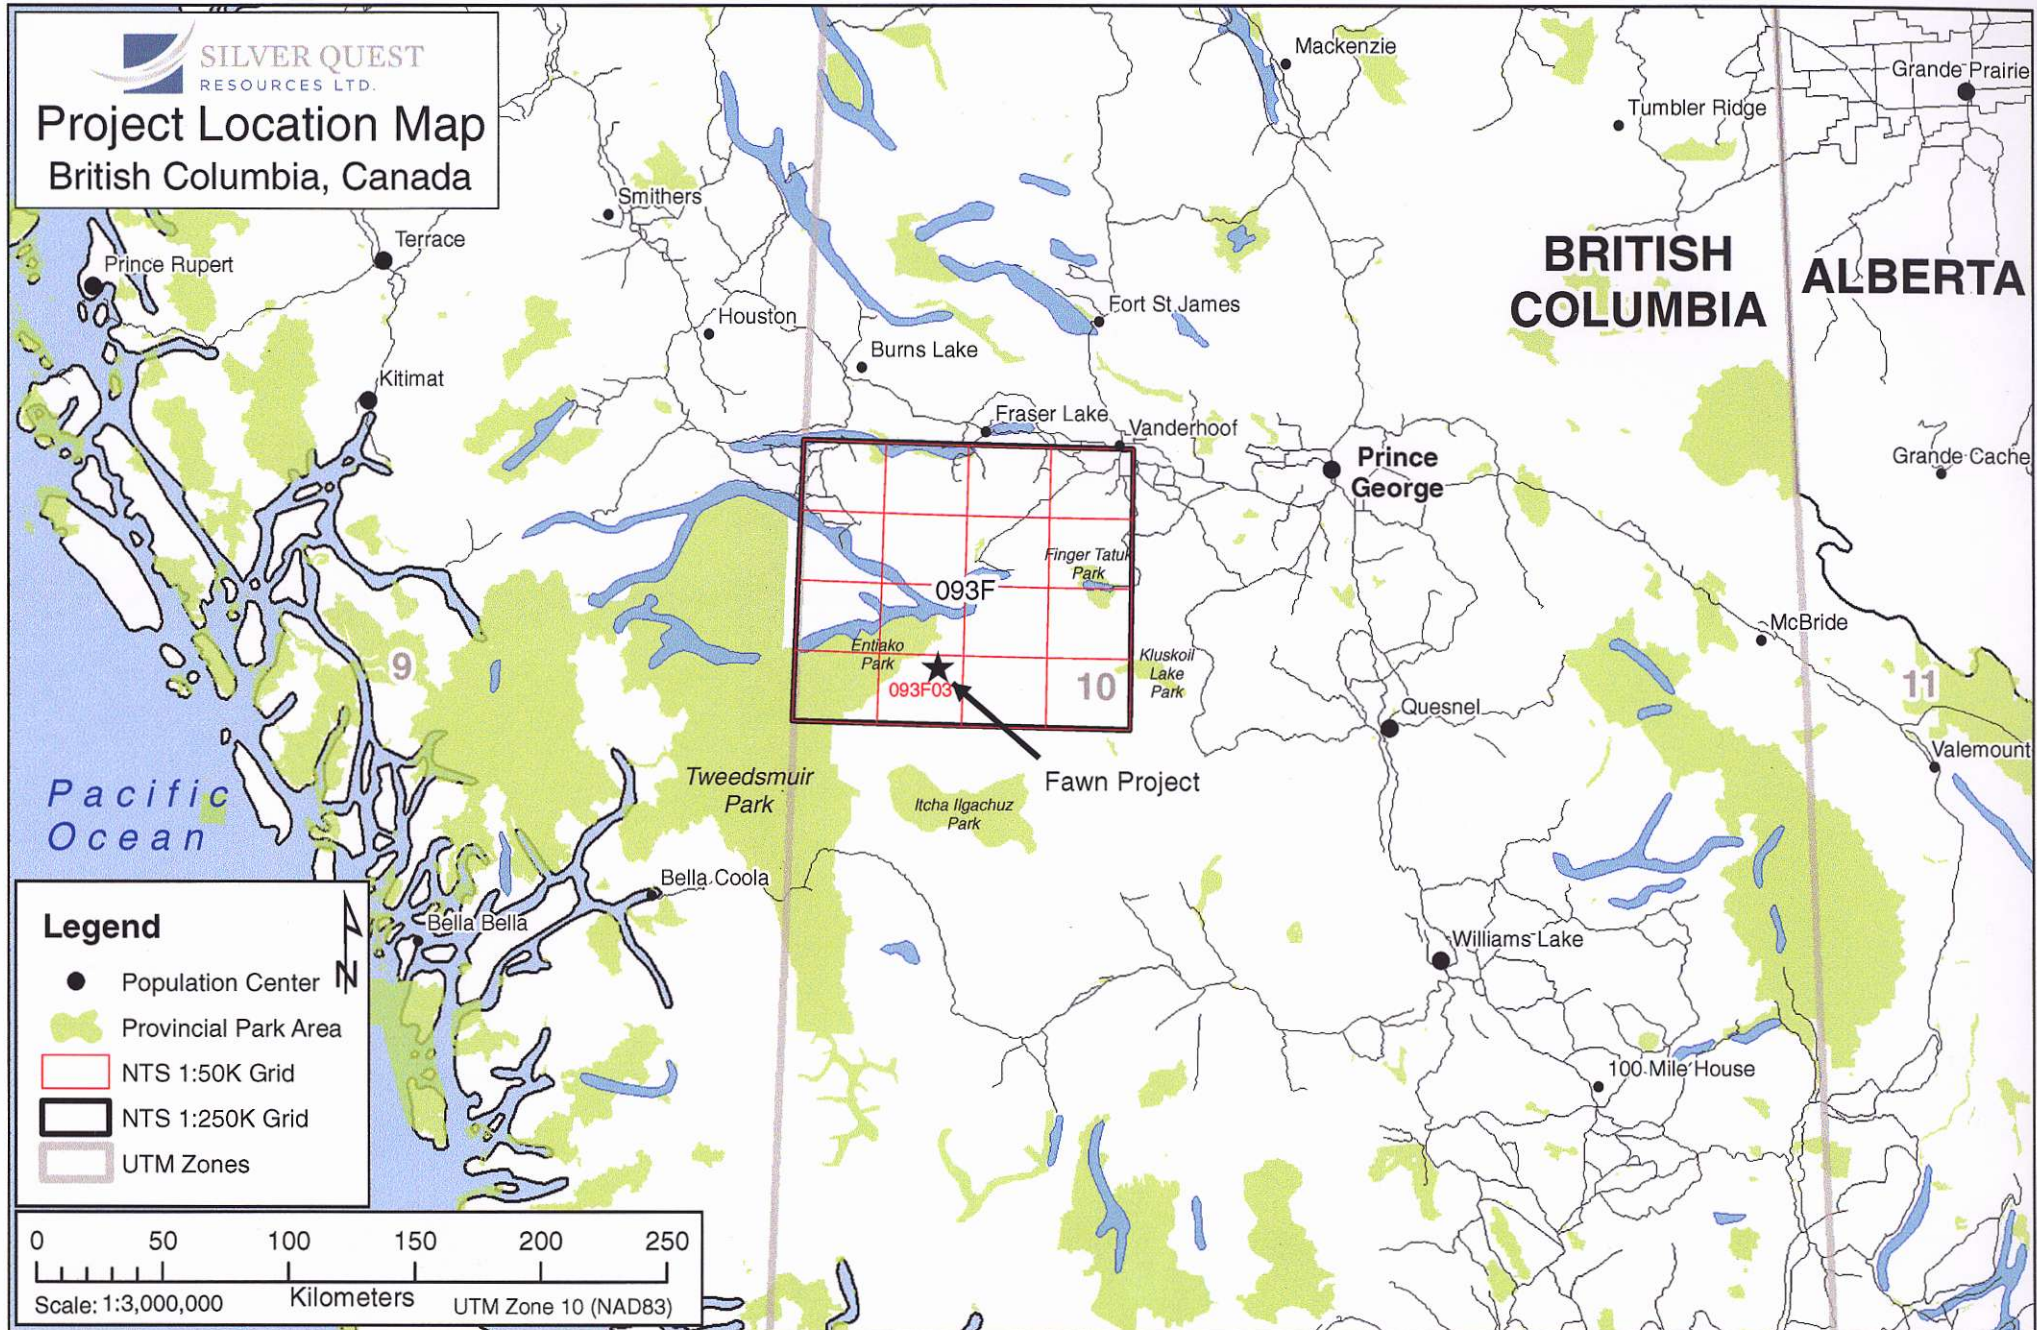 SILVER QUEST
RESOURCES LTD.
Project Location Map
British Columbia, Canada
Mackenzie
Grande Prairie
Tumbler Ridge
Smithers
Terrace
Prince Rupert
BRITISH
COLUMBIA
ALBERTA
Houston
Fort St James
Burns Lake
Kitimat
Fraser Lake
Vanderhoof
Prince
George
Grande Cache
Finger Tatuk
Park
093F
McBride
Entiako
Park
Kluskoil
Lake
Park
9
093F03
10
11
Quesnel
Valemount
Pacific
Ocean
Tweedsmuir
Park
Itcha Ilgachuz
Park
Fawn Project
Bella Coola
Bella Bella
Williams Lake
100 Mile House
Legend
Population Center
N
Provincial Park Area
NTS 1:50K Grid
NTS 1:250K Grid
UTM Zones
0 50 100 150 200 250
Scale: 1:3,000,000 Kilometers UTM Zone 10 (NAD83)